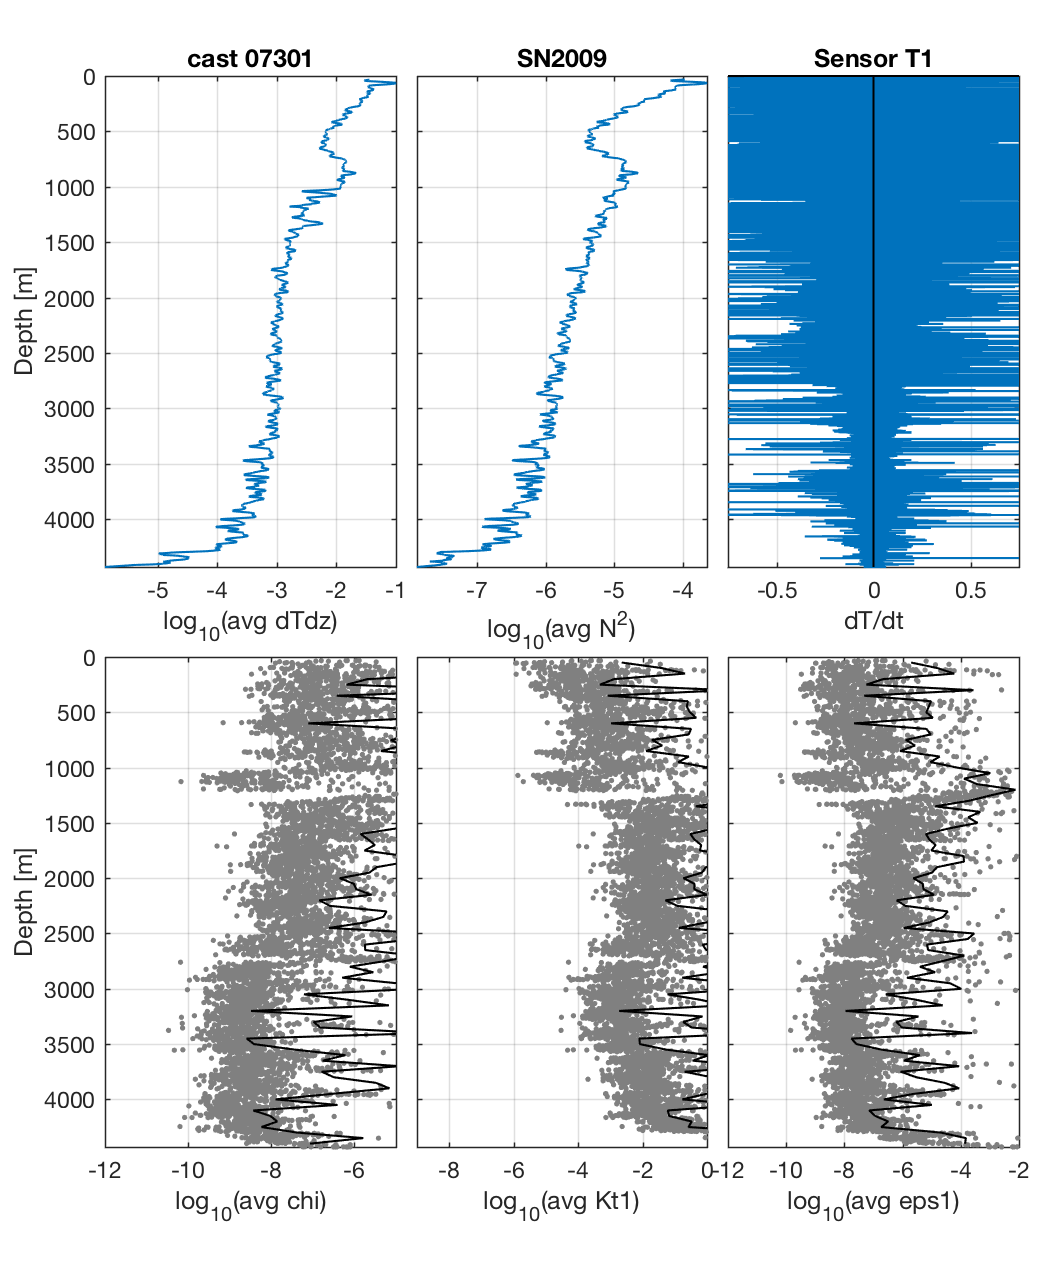 cast 07301 SN2009 Sensor T1
0
500
1000
1500
2000
2500
3000
3500
4000
Depth [m]
-5 -4 -3 -2 -1
log10(avg dTdz)
-7 -6 -5 -4
log10(avg N2)
-0.5 0 0.5
dT/dt
0
500
1000
1500
2000
2500
3000
3500
4000
Depth [m]
-12 -10 -8 -6
log10(avg chi)
-8 -6 -4 -2 0
log10(avg Kt1)
-12 -10 -8 -6 -4 -2
log10(avg eps1)